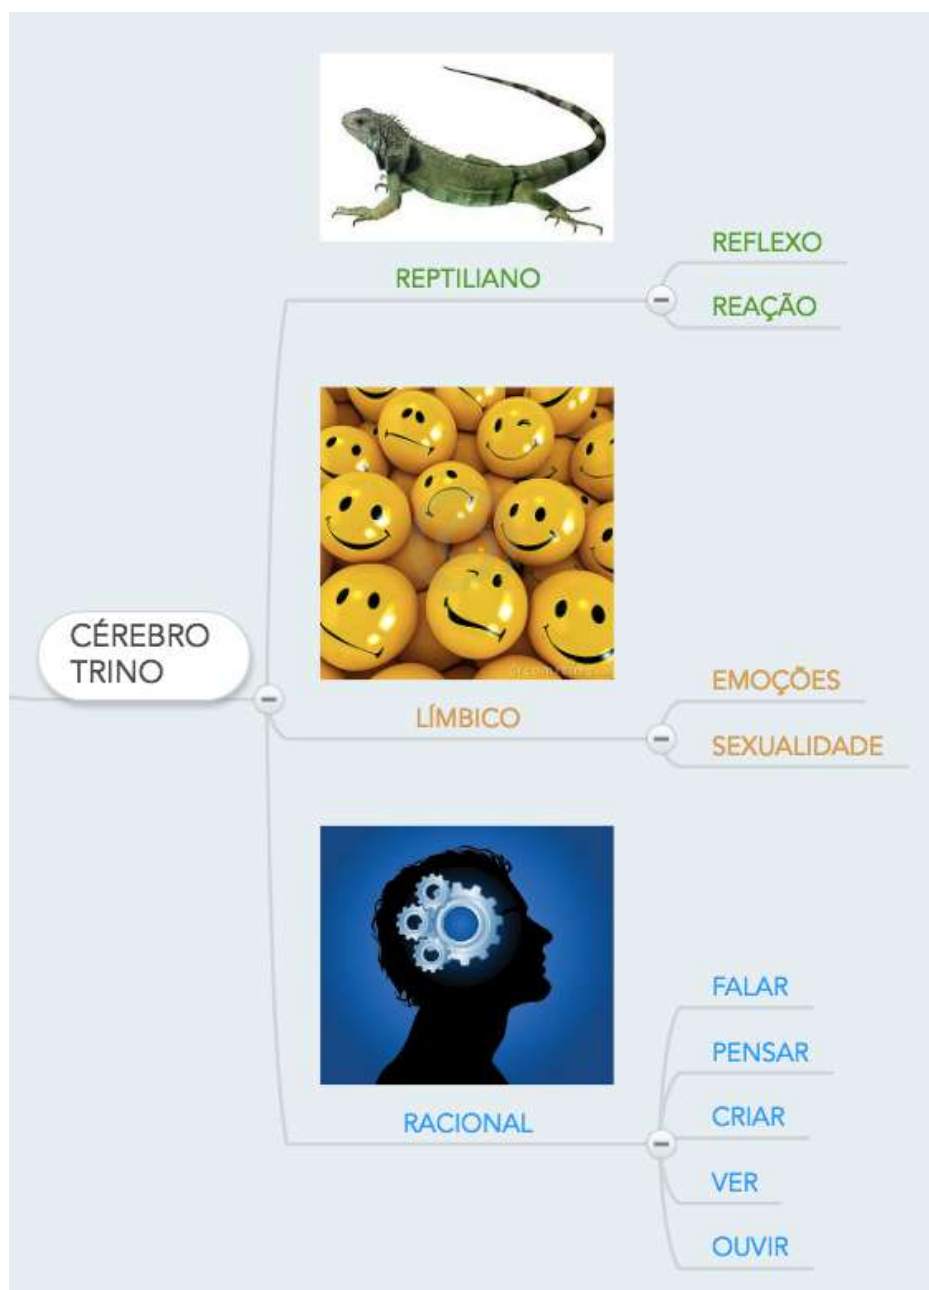 REPTILIANO
REFLEXO
REAÇÃO
CÉREBRO
TRINO
LÍMBICO
EMOÇÕES
SEXUALIDADE
RACIONAL
FALAR
PENSAR
CRIAR
VER
OUVIR